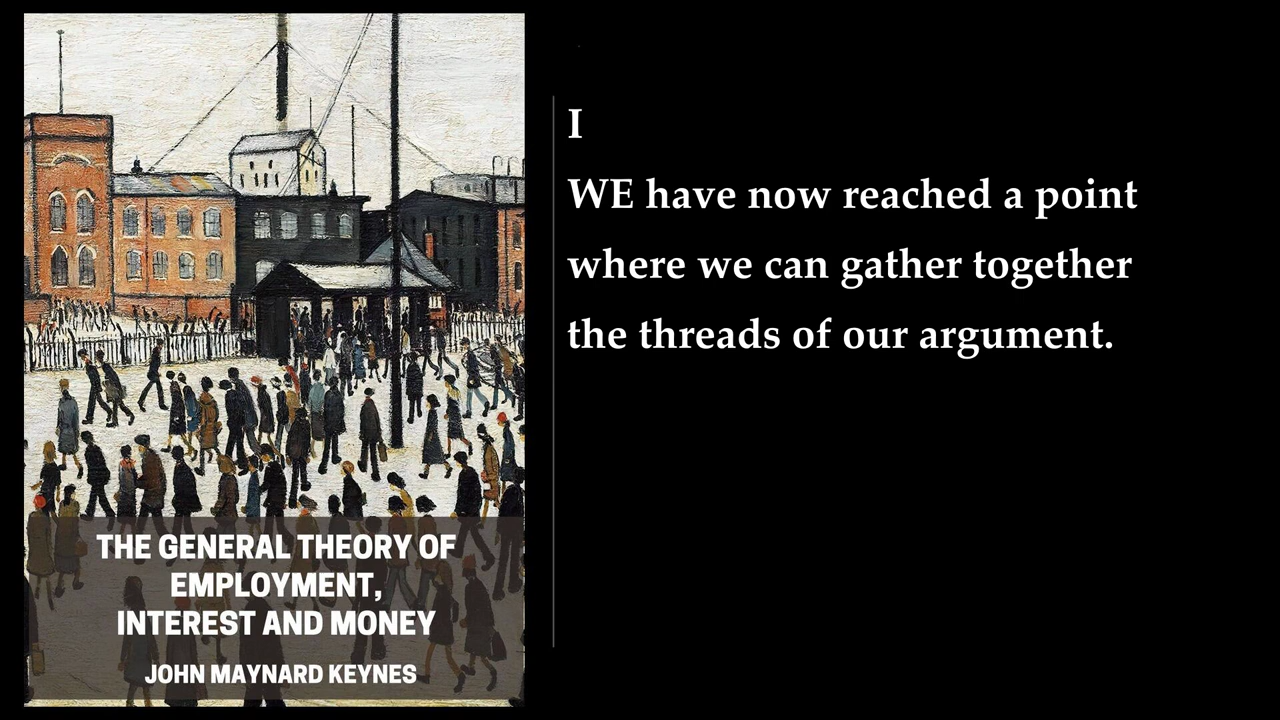 I
WE have now reached a point
where we can gather together
the threads of our argument.
THE GENERAL THEORY OF
EMPLOYMENT,
INTEREST AND MONEY
JOHN MAYNARD KEYNES